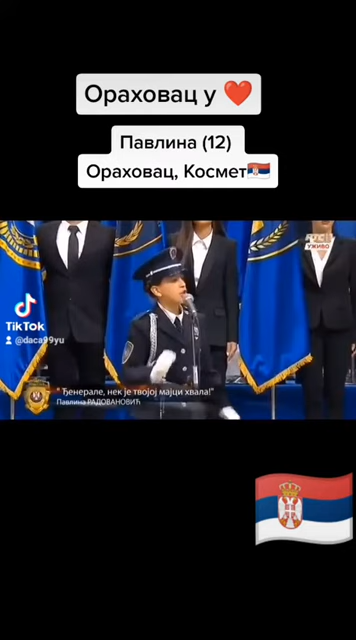 Ораховац у ❤️
Павлина (12)
Ораховац, Космет🇷🇸
УЖИВО
TikTok
@daca99yu
" Ђенерале, нек је твојој мајци хвала!"
Павлина РАДОВАНОВИЋ